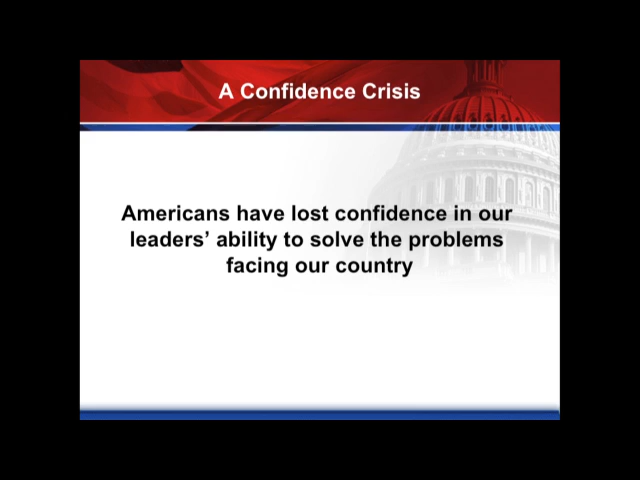 A Confidence Crisis
Americans have lost confidence in our
leaders’ ability to solve the problems
facing our country